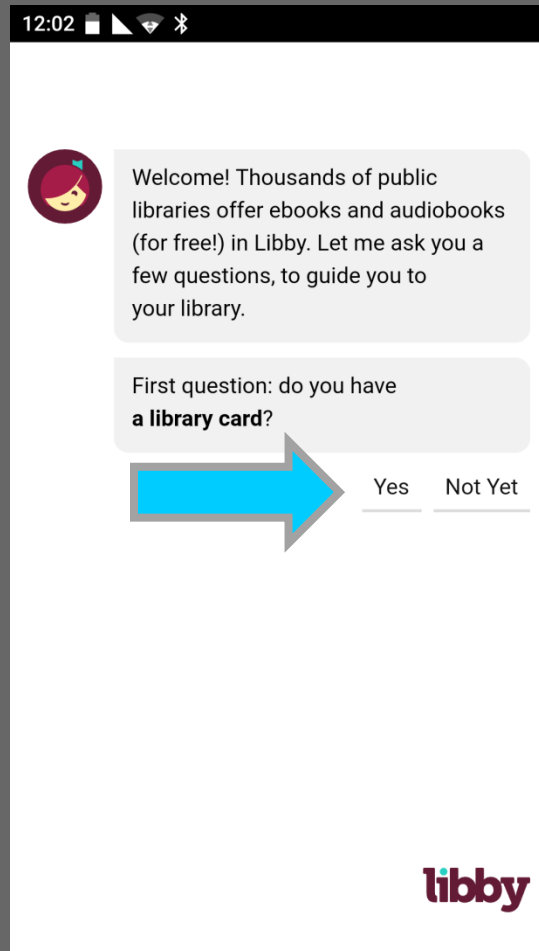 12:02
Welcome! Thousands of public
libraries offer ebooks and audiobooks
(for free!) in Libby. Let me ask you a
few questions, to guide you to
your library.
First question: do you have
a library card?
Yes Not Yet
libby